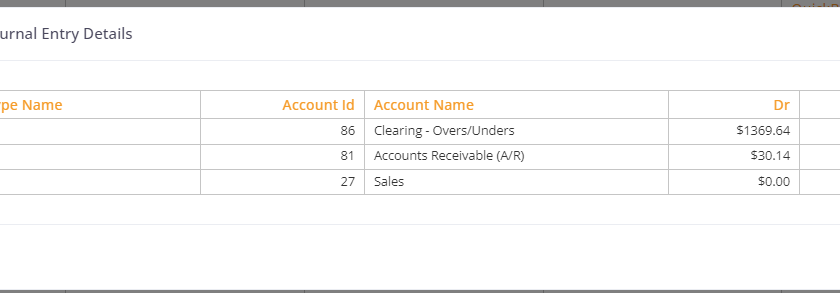 urnal Entry Details
pe Name Account Id Account Name Dr
86 Clearing - Overs/Unders $1369.64
81 Accounts Receivable (A/R) $30.14
27 Sales $0.00